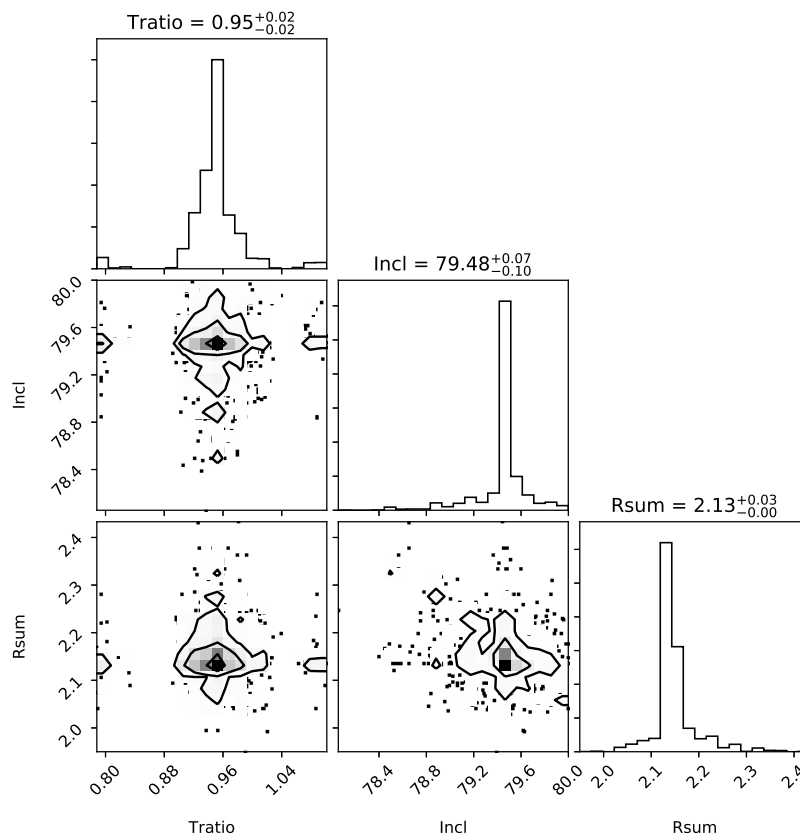 Tratio = 0.95+0.02−0.02
Incl = 79.48+0.07−0.10
80.0
79.6
79.2
78.8
78.4
Incl
Rsum = 2.13+0.03−0.00
2.4
2.3
2.2
2.1
2.0
Rsum
0.80 0.88 0.96 1.04 78.4 78.8 79.2 79.6 80.0 2.0 2.1 2.2 2.3 2.4
Tratio Incl Rsum